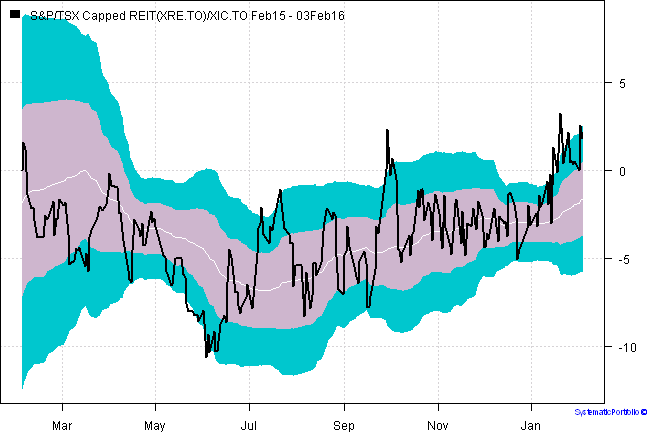 S&P/TSX Capped REIT(XRE.TO)/XIC.TO Feb15 - 03Feb16
5
0
-5
-10
Mar May Jul Sep Nov Jan
SystematicPortfolio ©